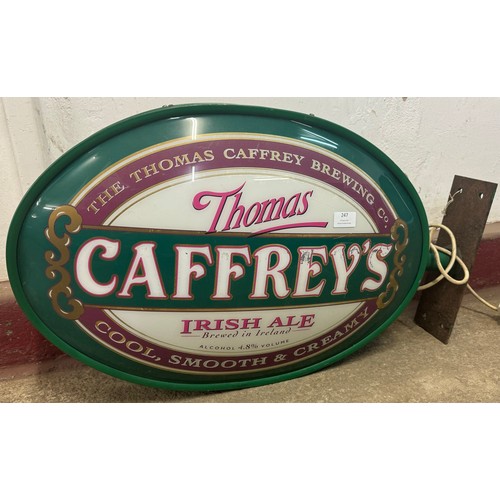 THE THOMAS CAFFREY BREWING Co.
Thomas
247
CAFFREY'S
IRISH ALE
Brewed in Ireland
ALCOHOL 4.8% VOLUME
COOL, SMOOTH & CREAMY